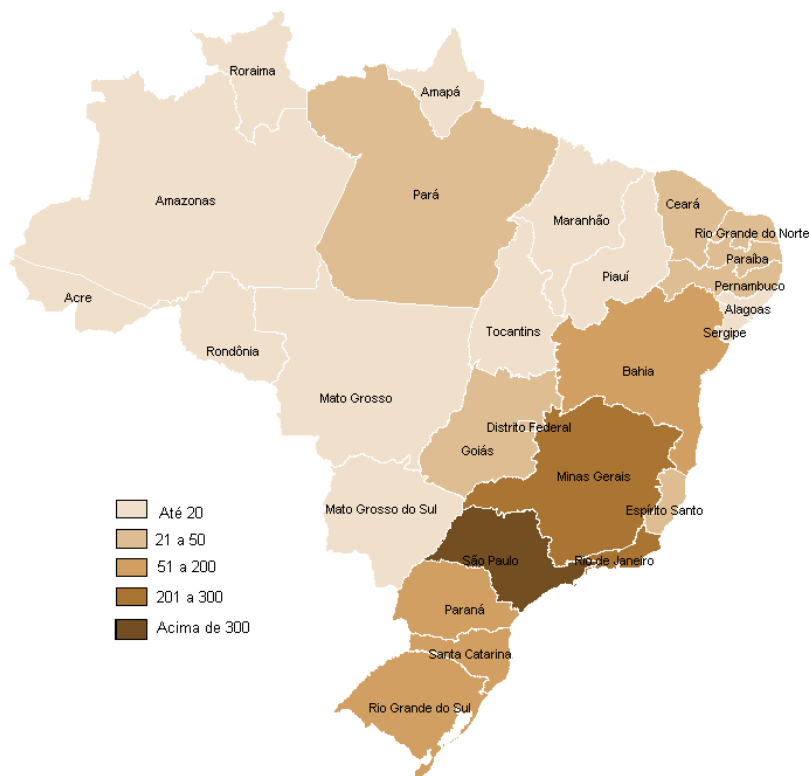 Roraima
Amapá
Amazonas
Pará
Maranhão
Ceará
Rio Grande do Norte
Paraíba
Piauí
Pernambuco
Acre
Alagoas
Tocantins
Sergipe
Rondônia
Bahia
Mato Grosso
Distrito Federal
Goiás
Minas Gerais
Mato Grosso do Sul
Espírito Santo
São Paulo
Rio de Janeiro
Paraná
Santa Catarina
Rio Grande do Sul
Até 20
21 a 50
51 a 200
201 a 300
Acima de 300